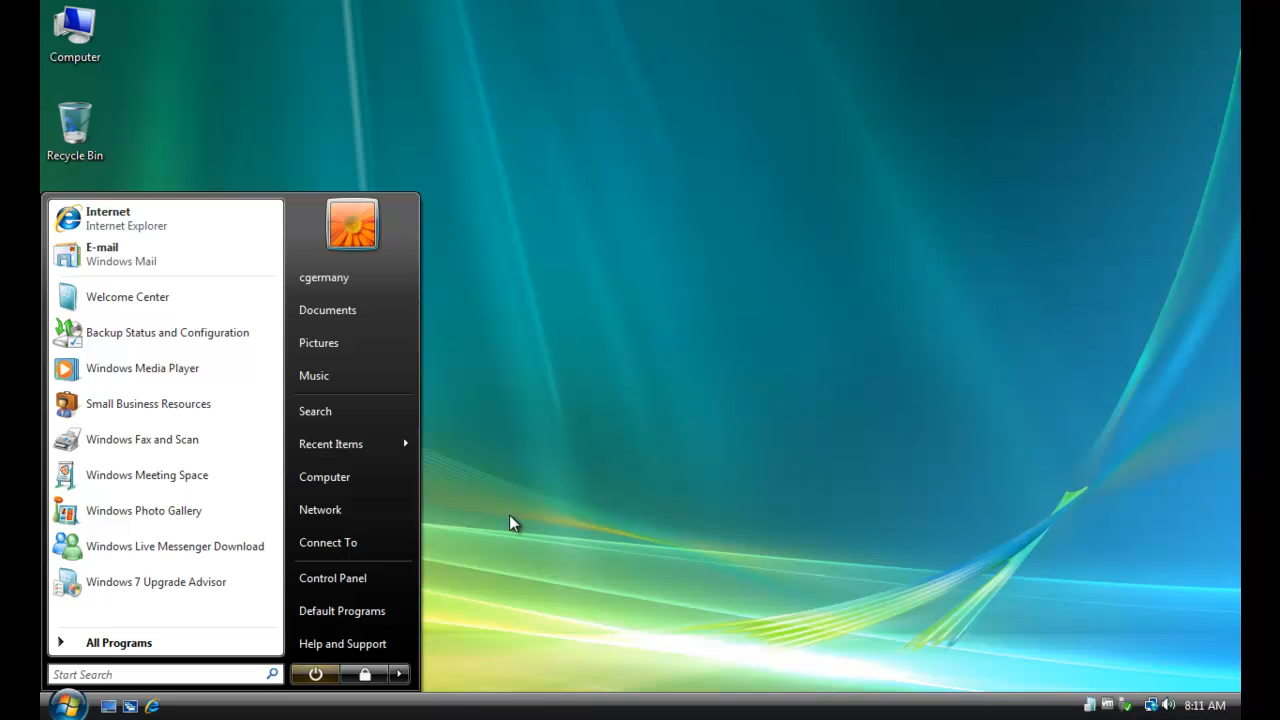 Computer
Recycle Bin
Internet
Internet Explorer
E-mail
Windows Mail
Welcome Center
Backup Status and Configuration
Windows Media Player
Small Business Resources
Windows Fax and Scan
Windows Meeting Space
Windows Photo Gallery
Windows Live Messenger Download
Windows 7 Upgrade Advisor
All Programs
Start Search
cgermany
Documents
Pictures
Music
Search
Recent Items
Computer
Network
Connect To
Control Panel
Default Programs
Help and Support
vm
8:11 AM